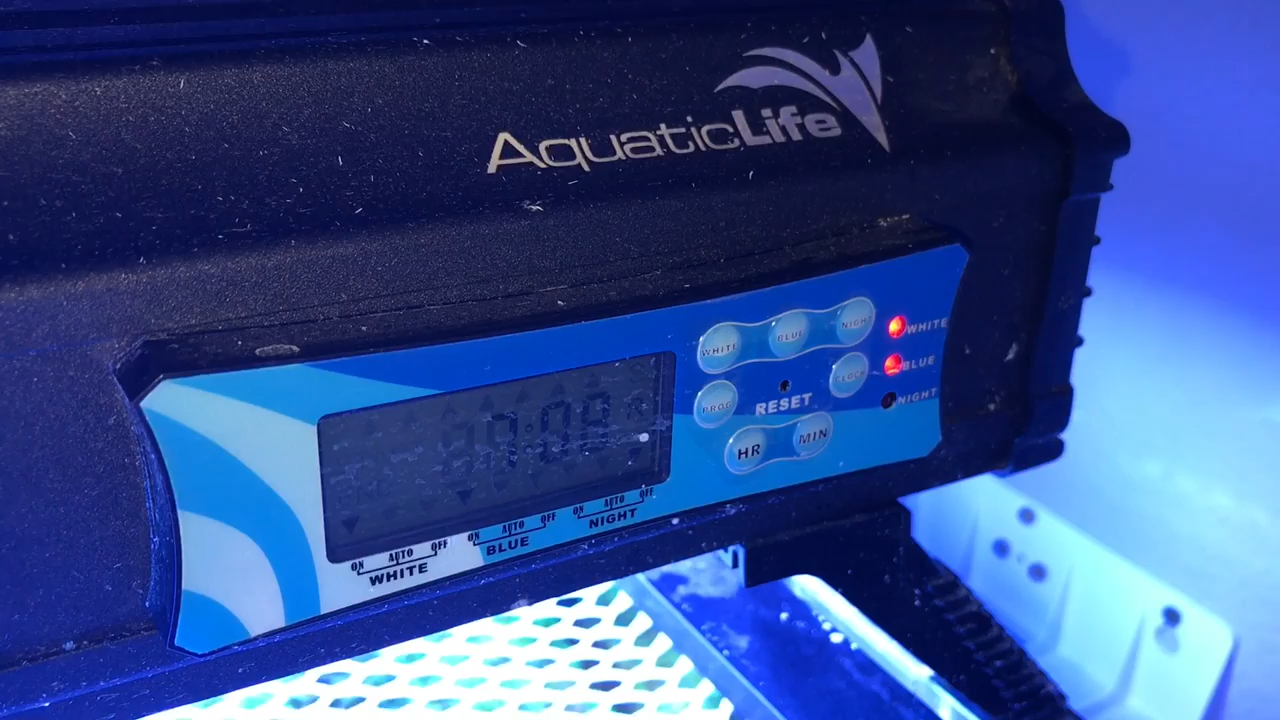 AquaticLife
WHITE BLUE NIGHT
WHITE
PROG RESET CLOCK
BLUE
HR MIN
NIGHT
ON AUTO OFF
WHITE
ON AUTO OFF
BLUE
ON AUTO OFF
NIGHT